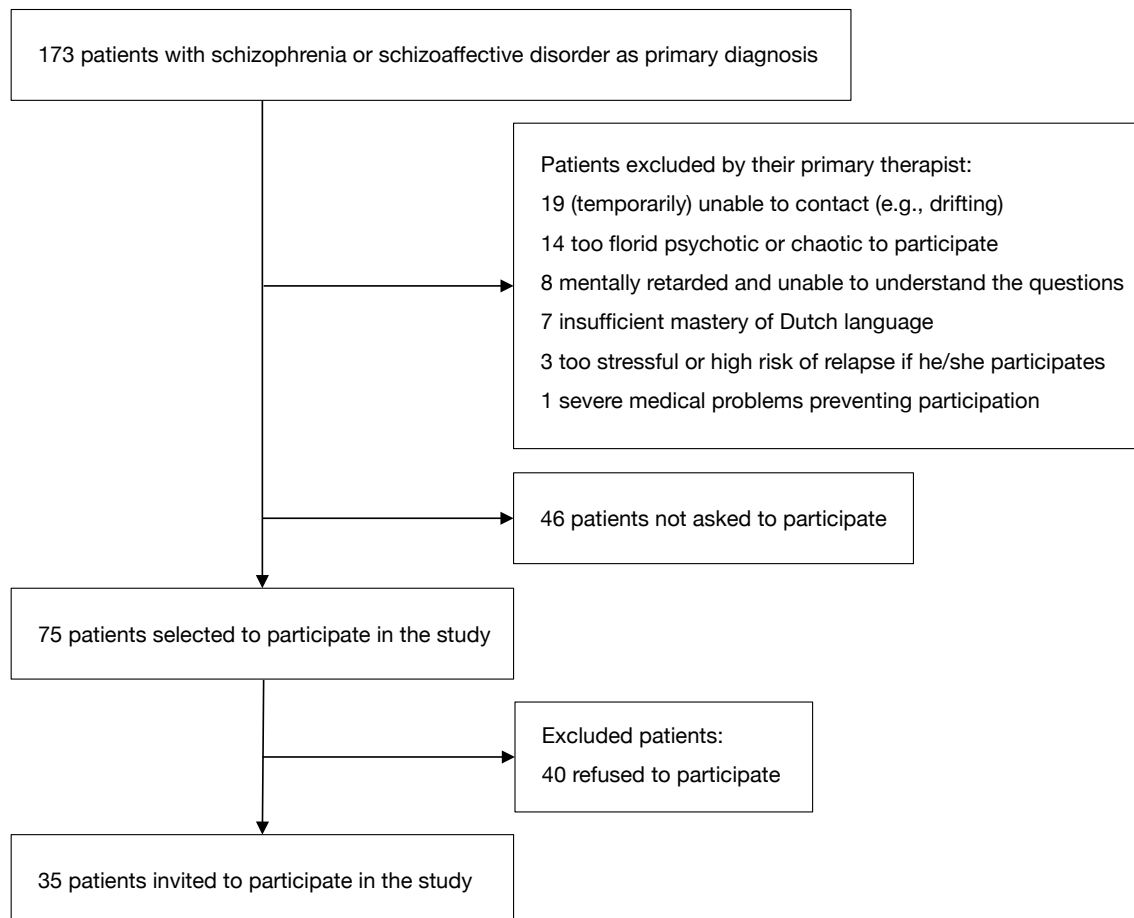 173 patients with schizophrenia or schizoaffective disorder as primary diagnosis
Patients excluded by their primary therapist:
19 (temporarily) unable to contact (e.g., drifting)
14 too florid psychotic or chaotic to participate
8 mentally retarded and unable to understand the questions
7 insufficient mastery of Dutch language
3 too stressful or high risk of relapse if he/she participates
1 severe medical problems preventing participation
46 patients not asked to participate
75 patients selected to participate in the study
Excluded patients:
40 refused to participate
35 patients invited to participate in the study